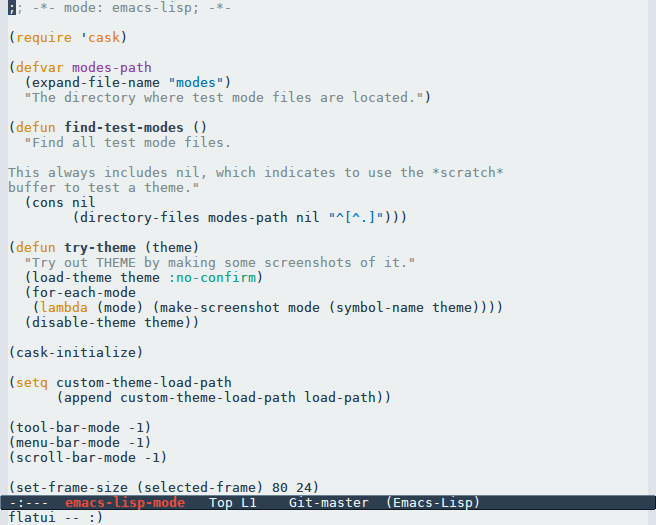 ;; -*- mode: emacs-lisp; -*-

(require 'cask)

(defvar modes-path
  (expand-file-name "modes")
  "The directory where test mode files are located.")

(defun find-test-modes ()
  "Find all test mode files.

This always includes nil, which indicates to use the *scratch*
buffer to test a theme."
  (cons nil
        (directory-files modes-path nil "^[^.]")))

(defun try-theme (theme)
  "Try out THEME by making some screenshots of it."
  (load-theme theme :no-confirm)
  (for-each-mode
   (lambda (mode) (make-screenshot mode (symbol-name theme))))
  (disable-theme theme))

(cask-initialize)

(setq custom-theme-load-path
      (append custom-theme-load-path load-path))

(tool-bar-mode -1)
(menu-bar-mode -1)
(scroll-bar-mode -1)

(set-frame-size (selected-frame) 80 24)
-:---  emacs-lisp-mode   Top L1    Git-master  (Emacs-Lisp)
flatui -- :)